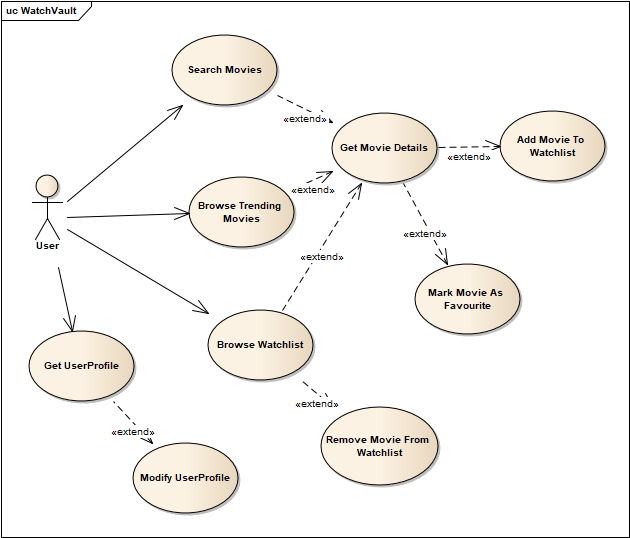 uc WatchVault
Search Movies
«extend»
Get Movie Details
«extend»
Add Movie To
Watchlist
Browse Trending
Movies
«extend»
User
«extend»
«extend»
Mark Movie As
Favourite
Browse Watchlist
Get UserProfile
«extend»
«extend»
Remove Movie From
Watchlist
Modify UserProfile